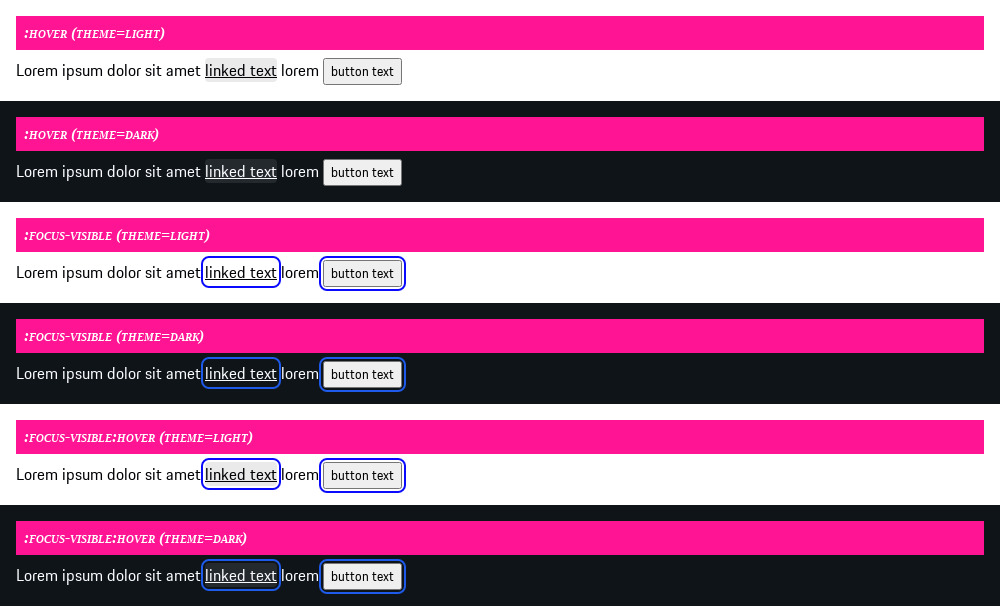 :hover (theme=light)
Lorem ipsum dolor sit amet linked text lorem button text
:hover (theme=dark)
Lorem ipsum dolor sit amet linked text lorem button text
:focus-visible (theme=light)
Lorem ipsum dolor sit amet linked text lorem button text
:focus-visible (theme=dark)
Lorem ipsum dolor sit amet linked text lorem button text
:focus-visible:hover (theme=light)
Lorem ipsum dolor sit amet linked text lorem button text
:focus-visible:hover (theme=dark)
Lorem ipsum dolor sit amet linked text lorem button text